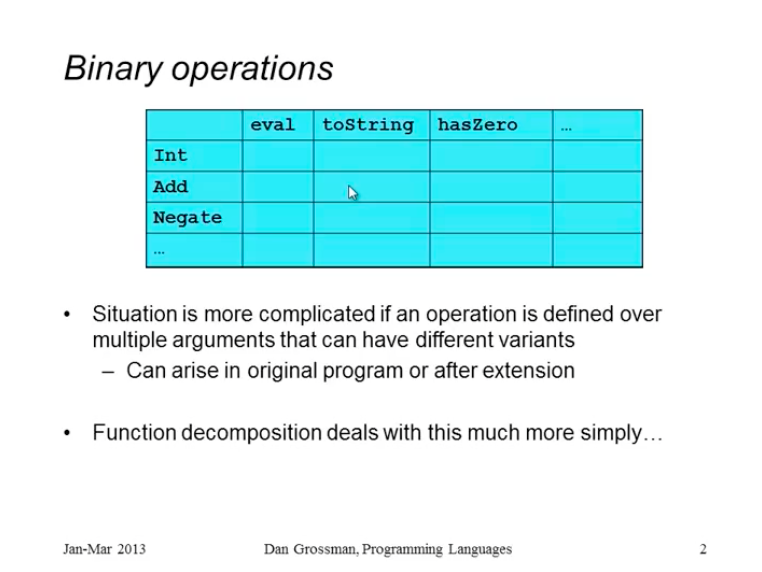 Binary operations
eval toString hasZero …
Int
Add
Negate
…
• Situation is more complicated if an operation is defined over
multiple arguments that can have different variants
– Can arise in original program or after extension
• Function decomposition deals with this much more simply…
Jan-Mar 2013 Dan Grossman, Programming Languages 2